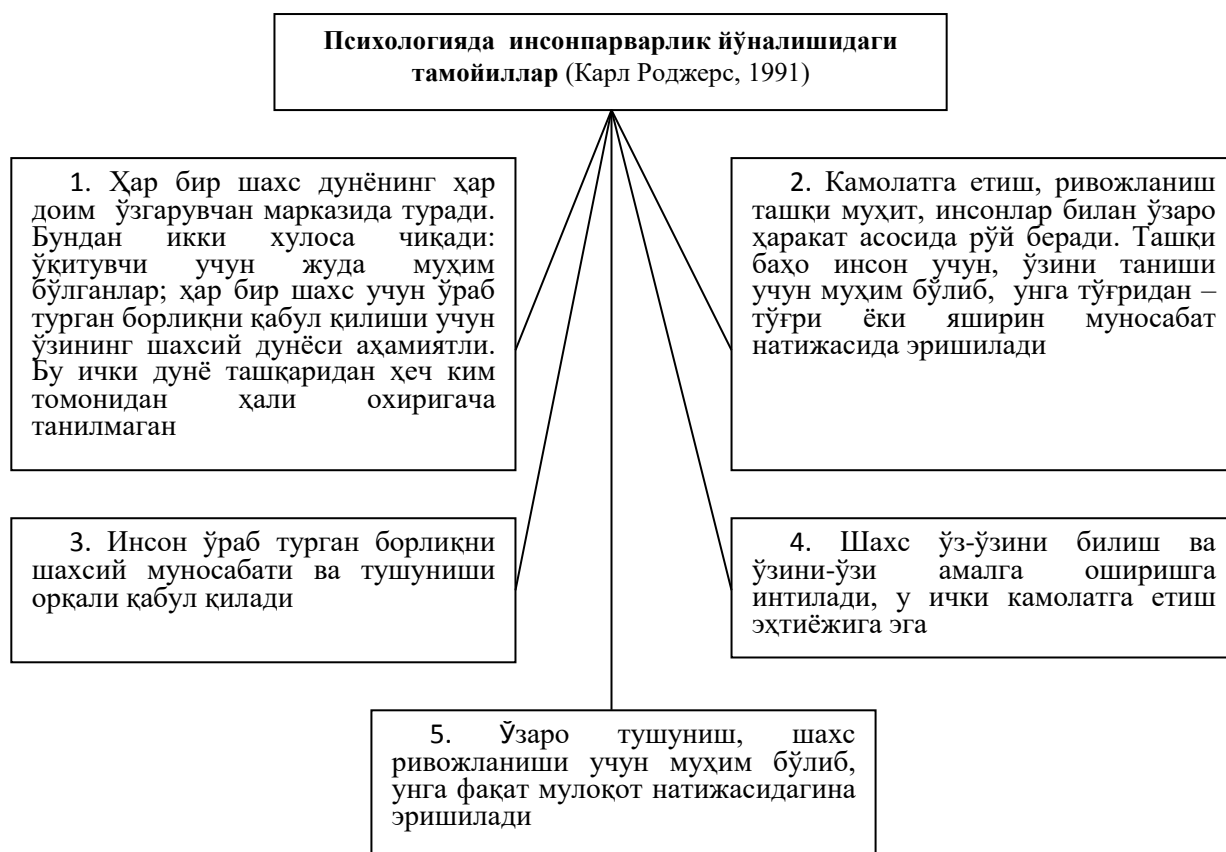 Психологияда инсонпарварлик йўналишидаги
тамойиллар (Карл Роджерс, 1991)
1. Ҳар бир шахс дунёнинг ҳар
доим ўзгарувчан марказида туради.
Бундан икки хулоса чиқади:
ўқитувчи учун жуда муҳим
бўлганлар; ҳар бир шахс учун ўраб
турган борлиқни қабул қилиши учун
ўзининг шахсий дунёси аҳамиятли.
Бу ички дунё ташқаридан ҳеч ким
томонидан ҳали охиригача
танилмаган
2. Камолатга етиш, ривожланиш
ташқи муҳит, инсонлар билан ўзаро
ҳаракат асосида рўй беради. Ташқи
баҳо инсон учун, ўзини таниши
учун муҳим бўлиб, унга тўғридан –
тўғри ёки яширин муносабат
натижасида эришилади
3. Инсон ўраб турган борлиқни
шахсий муносабати ва тушуниши
орқали қабул қилади
4. Шахс ўз-ўзини билиш ва
ўзини-ўзи амалга оширишга
интилади, у ички камолатга етиш
эҳтиёжига эга
5. Ўзаро тушуниш, шахс
ривожланиши учун муҳим бўлиб,
унга фақат мулоқот натижасидагина
эришилади